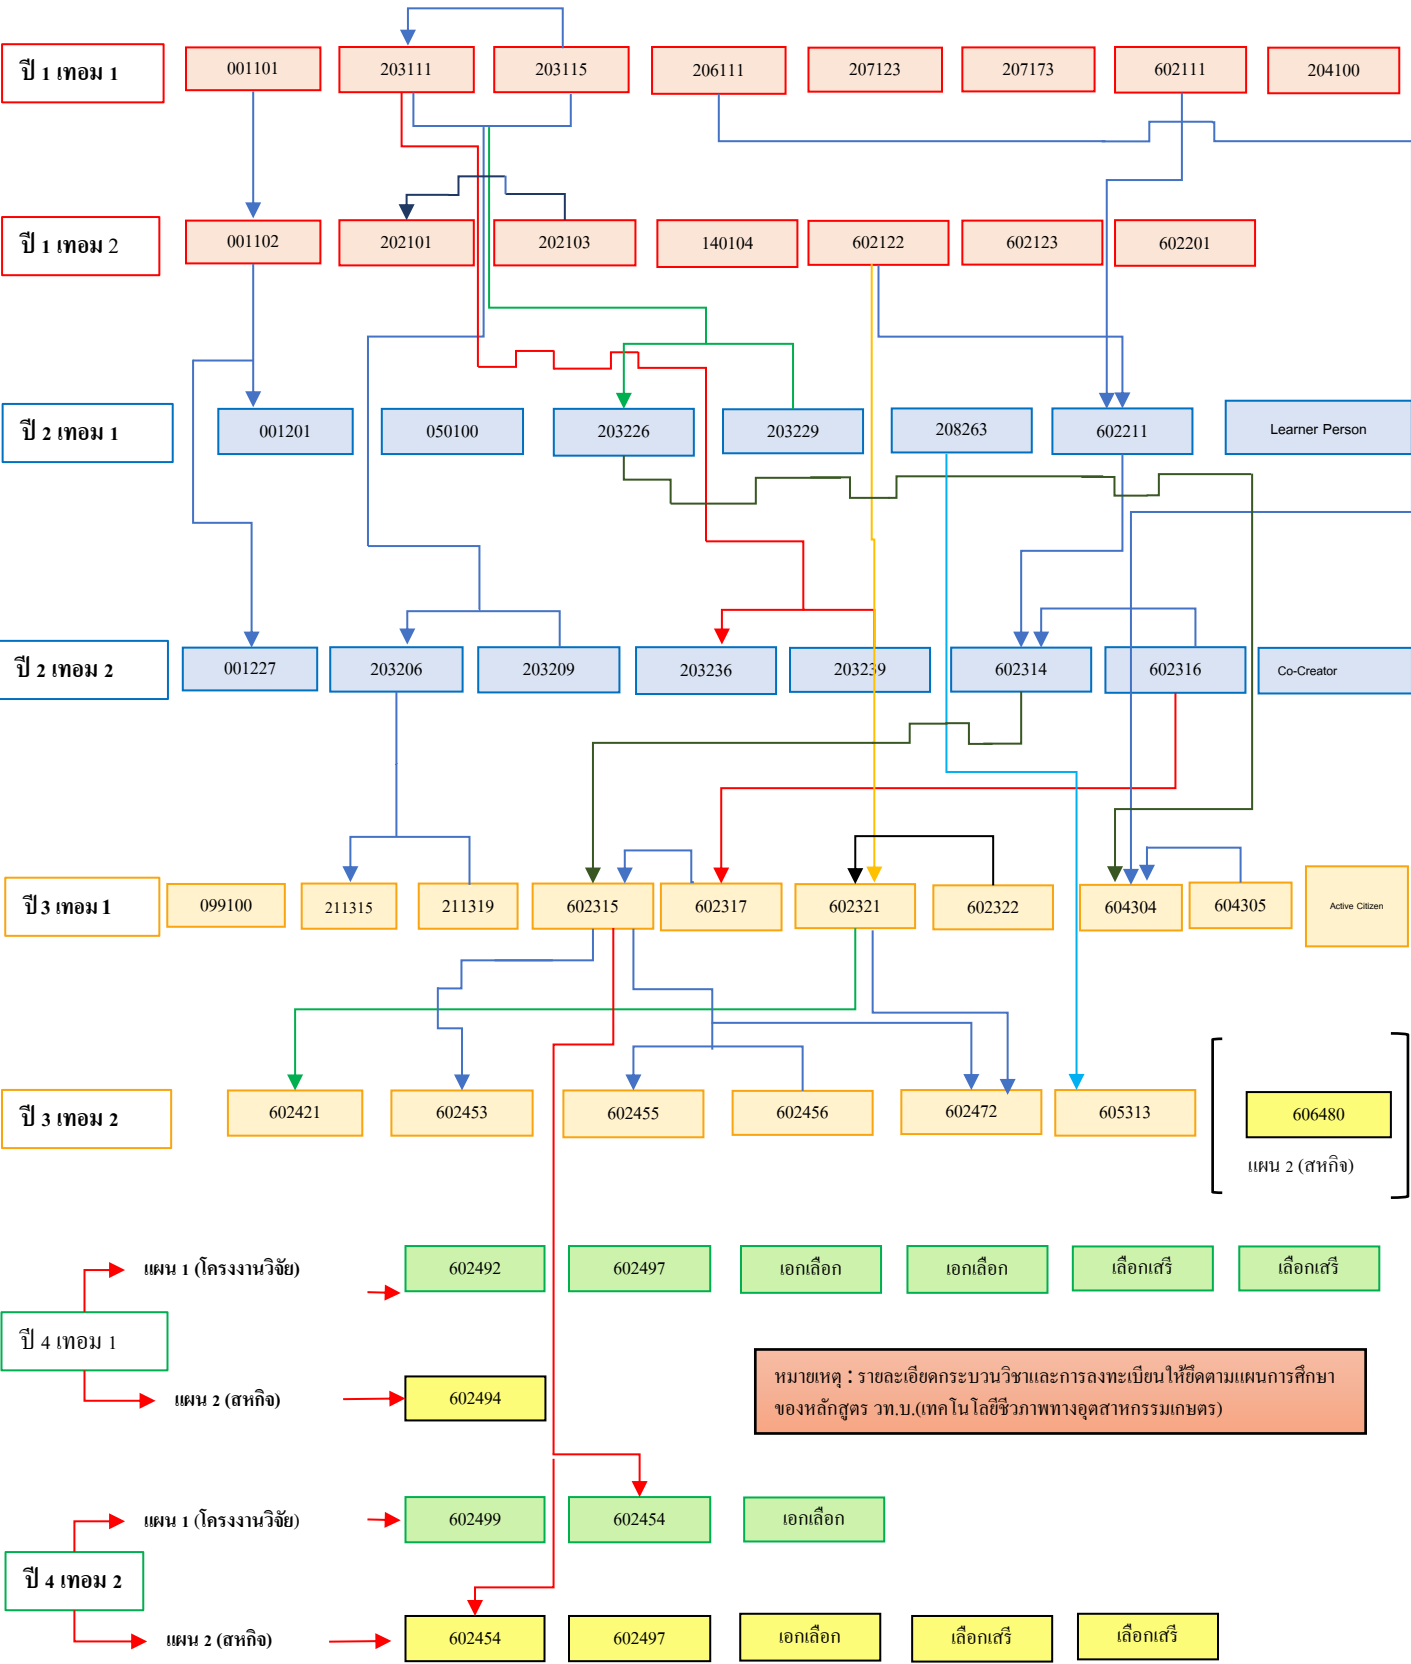 ปี 1 เทอม 1
001101
203111
203115
206111
207123
207173
602111
204100
ปี 1 เทอม 2
001102
202101
202103
140104
602122
602123
602201
ปี 2 เทอม 1
001201
050100
203226
203229
208263
602211
Learner Person
ปี 2 เทอม 2
001227
203206
203209
203236
203239
602314
602316
Co-Creator
ปี 3 เทอม 1
099100
211315
211319
602315
602317
602321
602322
604304
604305
Active Citizen
ปี 3 เทอม 2
602421
602453
602455
602456
602472
605313
606480
แผน 2 (สหกิจ)
แผน 1 (โครงงานวิจัย)
602492
602497
เอกเลือก
เอกเลือก
เลือกเสรี
เลือกเสรี
ปี 4 เทอม 1
แผน 2 (สหกิจ)
602494
หมายเหตุ : รายละเอียดกระบวนวิชาและการลงทะเบียนให้ยึดตามแผนการศึกษา
ของหลักสูตร วท.บ.(เทคโนโลยีชีวภาพทางอุตสาหกรรมเกษตร)
แผน 1 (โครงงานวิจัย)
602499
602454
เอกเลือก
ปี 4 เทอม 2
แผน 2 (สหกิจ)
602454
602497
เอกเลือก
เลือกเสรี
เลือกเสรี